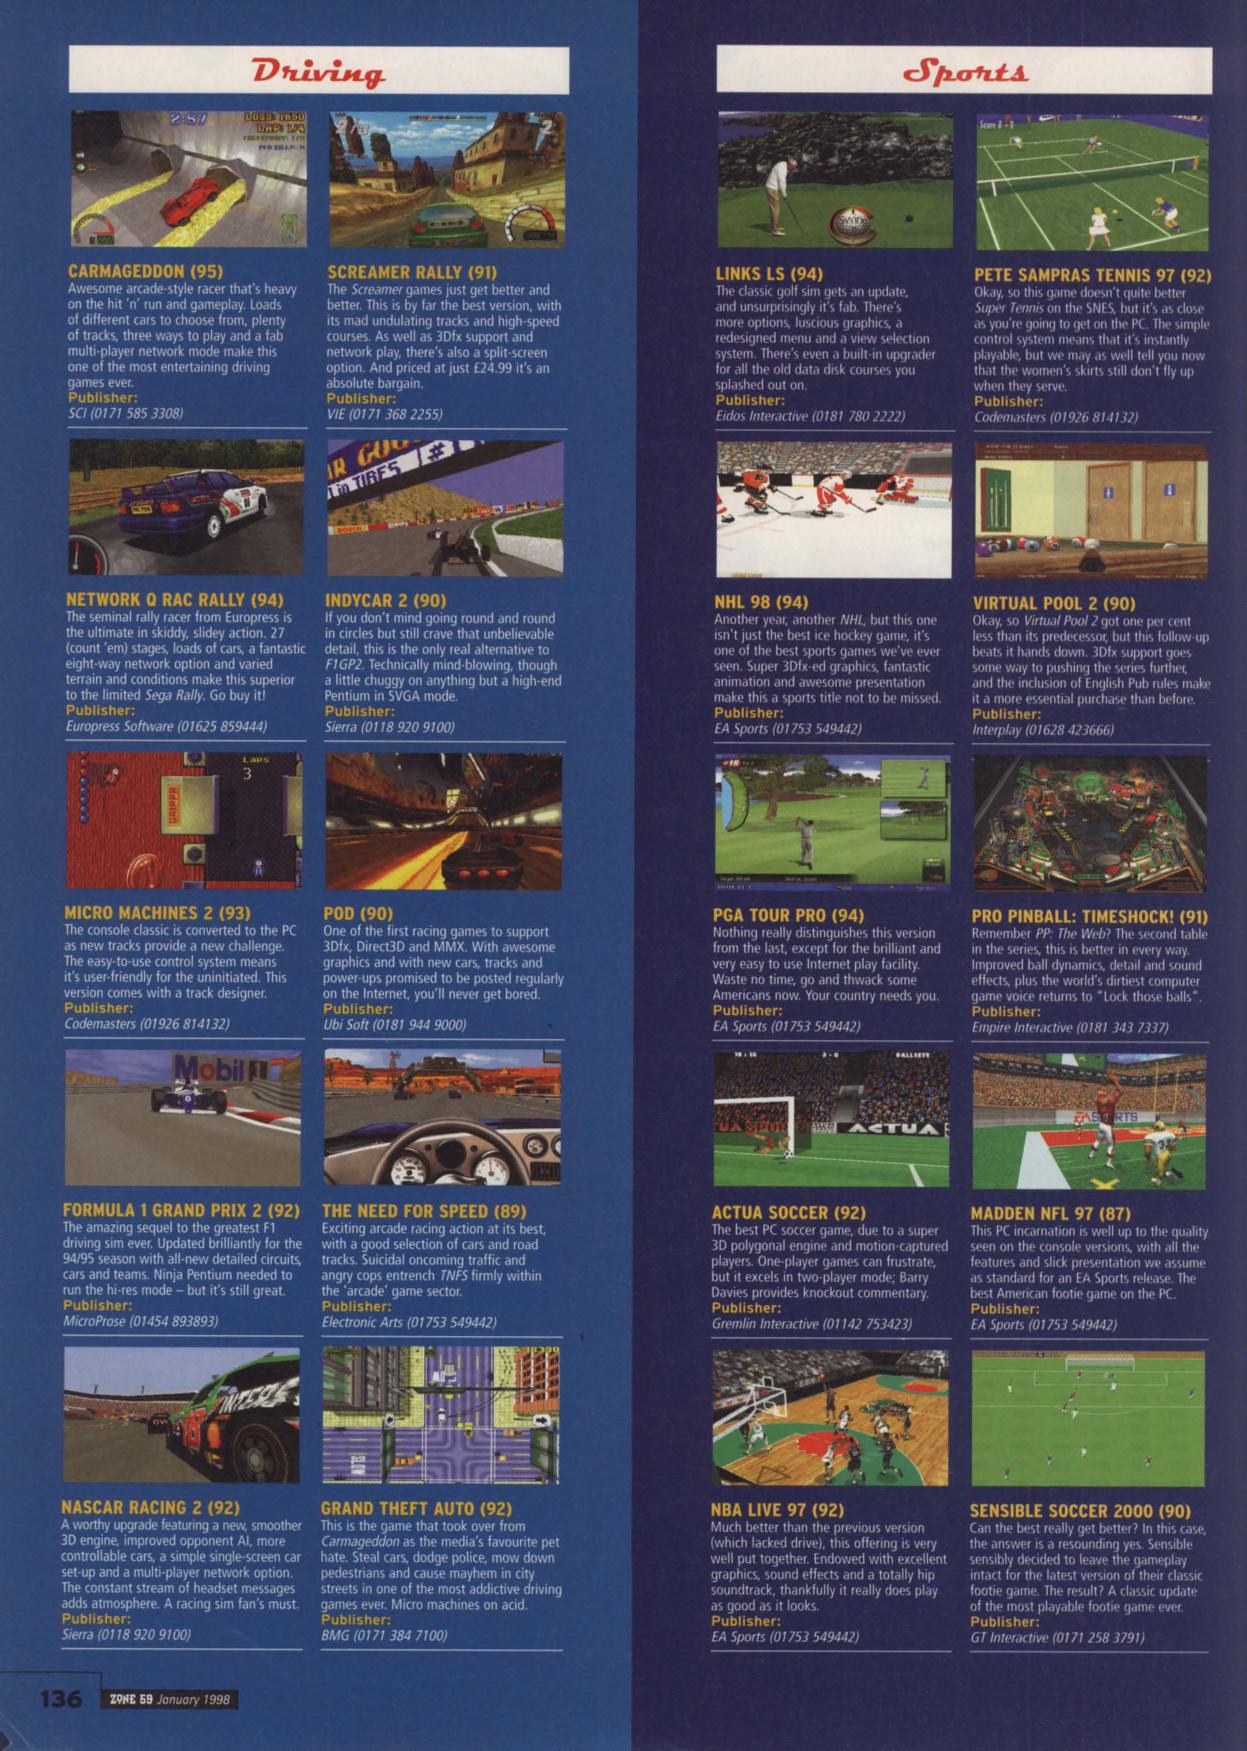 Driving
CARMAGEDDON (95)
Awesome arcade-style racer that's heavy
on the hit 'n' run and gameplay. Loads
of different cars to choose from, plenty
of tracks, three ways to play and a fab
multi-player network mode make this
one of the most entertaining driving
games ever.
Publisher:
SCI (0171 585 3308)
SCREAMER RALLY (91)
The Screamer games just get better and
better. This is by far the best version, with
its mad undulating tracks and high-speed
courses. As well as 3Dfx support and
network play, there's also a split-screen
option. And priced at just £24.99 it's an
absolute bargain.
Publisher:
VIE (0171 368 2255)
NETWORK Q RAC RALLY (94)
The seminal rally racer from Europress is
the ultimate in skiddy, slidey action. 27
(count 'em) stages, loads of cars, a fantastic
eight-way network option and varied
terrain and conditions make this superior
to the limited Sega Rally. Go buy it!
Publisher:
Europress Software (01625 859444)
INDYCAR 2 (90)
If you don't mind going round and round
in circles but still crave that unbelievable
detail, this is the only real alternative to
F1GP2. Technically mind-blowing, though
a little chuggy on anything but a high-end
Pentium in SVGA mode.
Publisher:
Sierra (0118 920 9100)
LAPS
3
GRIPPA
MICRO MACHINES 2 (93)
The console classic is converted to the PC
as new tracks provide a new challenge.
The easy-to-use control system means
it's user-friendly for the uninitiated. This
version comes with a track designer.
Publisher:
Codemasters (01926 814132)
POD (90)
One of the first racing games to support
3Dfx, Direct3D and MMX. With awesome
graphics and with new cars, tracks and
power-ups promised to be posted regularly
on the Internet, you'll never get bored.
Publisher:
Ubi Soft (0181 944 9000)
Mobil 1
FORMULA 1 GRAND PRIX 2 (92)
The amazing sequel to the greatest F1
driving sim ever. Updated brilliantly for the
94/95 season with all-new detailed circuits,
cars and teams. Ninja Pentium needed to
run the hi-res mode – but it's still great.
Publisher:
MicroProse (01454 893893)
THE NEED FOR SPEED (89)
Exciting arcade racing action at its best,
with a good selection of cars and road
tracks. Suicidal oncoming traffic and
angry cops entrench TNFS firmly within
the 'arcade' game sector.
Publisher:
Electronic Arts (01753 549442)
NASCAR RACING 2 (92)
A worthy upgrade featuring a new, smoother
3D engine, improved opponent AI, more
controllable cars, a simple single-screen car
set-up and a multi-player network option.
The constant stream of headset messages
adds atmosphere. A racing sim fan's must.
Publisher:
Sierra (0118 920 9100)
GRAND THEFT AUTO (92)
This is the game that took over from
Carmageddon as the media's favourite pet
hate. Steal cars, dodge police, mow down
pedestrians and cause mayhem in city
streets in one of the most addictive driving
games ever. Micro machines on acid.
Publisher:
BMG (0171 384 7100)
Sports
LINKS LS (94)
The classic golf sim gets an update,
and unsurprisingly it's fab. There's
more options, luscious graphics, a
redesigned menu and a view selection
system. There's even a built-in upgrader
for all the old data disk courses you
splashed out on.
Publisher:
Eidos Interactive (0181 780 2222)
Score 0 - 0
PETE SAMPRAS TENNIS 97 (92)
Okay, so this game doesn't quite better
Super Tennis on the SNES, but it's as close
as you're going to get on the PC. The simple
control system means that it's instantly
playable, but we may as well tell you now
that the women's skirts still don't fly up
when they serve.
Publisher:
Codemasters (01926 814132)
NHL 98 (94)
Another year, another NHL, but this one
isn't just the best ice hockey game, it's
one of the best sports games we've ever
seen. Super 3Dfx-ed graphics, fantastic
animation and awesome presentation
make this a sports title not to be missed.
Publisher:
EA Sports (01753 549442)
VIRTUAL POOL 2 (90)
Okay, so Virtual Pool 2 got one per cent
less than its predecessor, but this follow-up
beats it hands down. 3Dfx support goes
some way to pushing the series further,
and the inclusion of English Pub rules make
it a more essential purchase than before.
Publisher:
Interplay (01628 423666)
PGA TOUR PRO (94)
Nothing really distinguishes this version
from the last, except for the brilliant and
very easy to use Internet play facility.
Waste no time, go and thwack some
Americans now. Your country needs you.
Publisher:
EA Sports (01753 549442)
PRO PINBALL: TIMESHOCK! (91)
Remember PP: The Web? The second table
in the series, this is better in every way.
Improved ball dynamics, detail and sound
effects, plus the world's dirtiest computer
game voice returns to "Lock those balls".
Publisher:
Empire Interactive (0181 343 7337)
ACTUA
ACTUA SOCCER (92)
The best PC soccer game, due to a super
3D polygonal engine and motion-captured
players. One-player games can frustrate,
but it excels in two-player mode; Barry
Davies provides knockout commentary.
Publisher:
Gremlin Interactive (01142 753423)
EA SPORTS
MADDEN NFL 97 (87)
This PC incarnation is well up to the quality
seen on the console versions, with all the
features and slick presentation we assume
as standard for an EA Sports release. The
best American footie game on the PC.
Publisher:
EA Sports (01753 549442)
NBA LIVE 97 (92)
Much better than the previous version
(which lacked drive), this offering is very
well put together. Endowed with excellent
graphics, sound effects and a totally hip
soundtrack, thankfully it really does play
as good as it looks.
Publisher:
EA Sports (01753 549442)
SENSIBLE SOCCER 2000 (90)
Can the best really get better? In this case,
the answer is a resounding yes. Sensible
sensibly decided to leave the gameplay
intact for the latest version of their classic
footie game. The result? A classic update
of the most playable footie game ever.
Publisher:
GT Interactive (0171 258 3791)
136
ZONE 59 January 1998